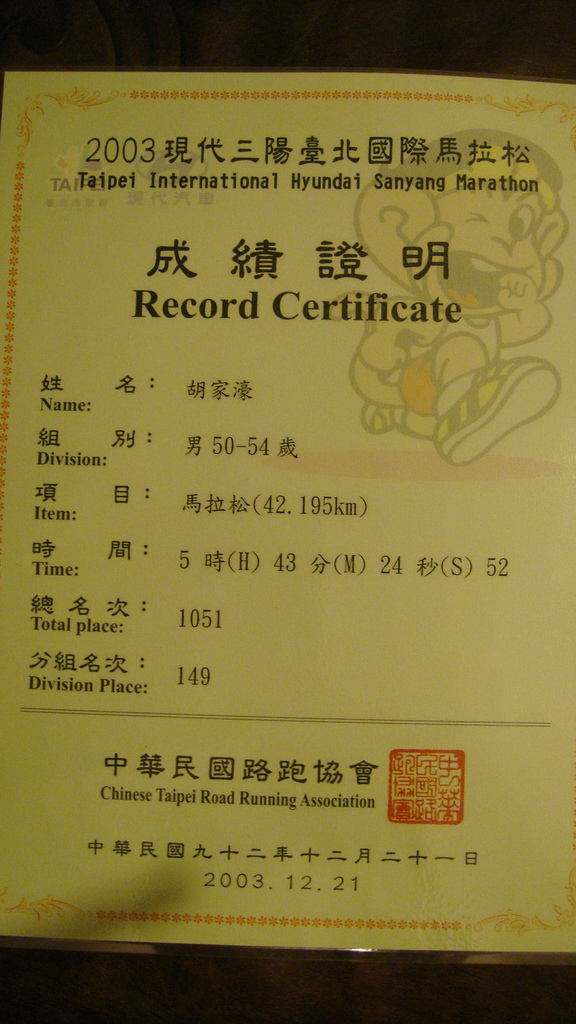 2003現代三陽臺北國際馬拉松
Taipei International Hyundai Sanyang Marathon
成績證明
Record Certificate
姓名： 胡家濠
Name:
組別： 男 50-54 歲
Division:
項目： 馬拉松(42.195km)
Item:
時間： 5 時(H) 43 分(M) 24 秒(S) 52
Time:
總名次： 1051
Total place:
分組名次： 149
Division Place:
中華民國路跑協會
Chinese Taipei Road Running Association
中華民國九十二年十二月二十一日
2003.12.21